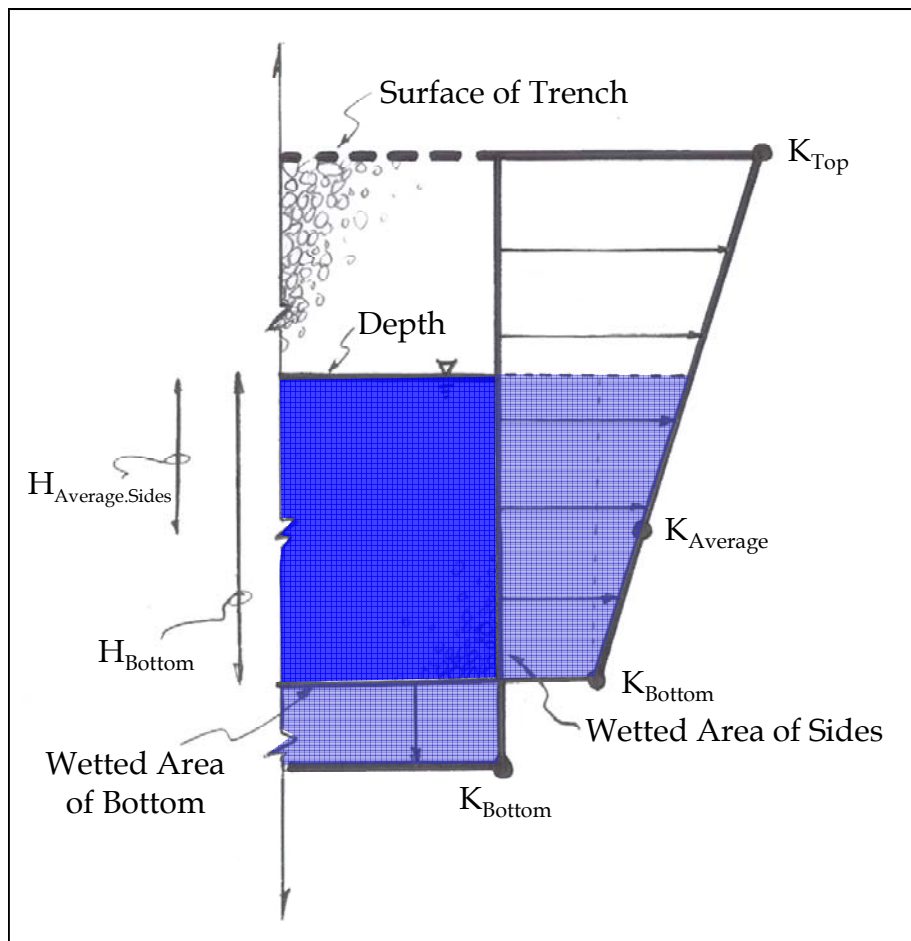 Surface of Trench
K_Top
Depth
H_Average.Sides
K_Average
H_Bottom
K_Bottom
Wetted Area of Sides
Wetted Area
of Bottom
K_Bottom